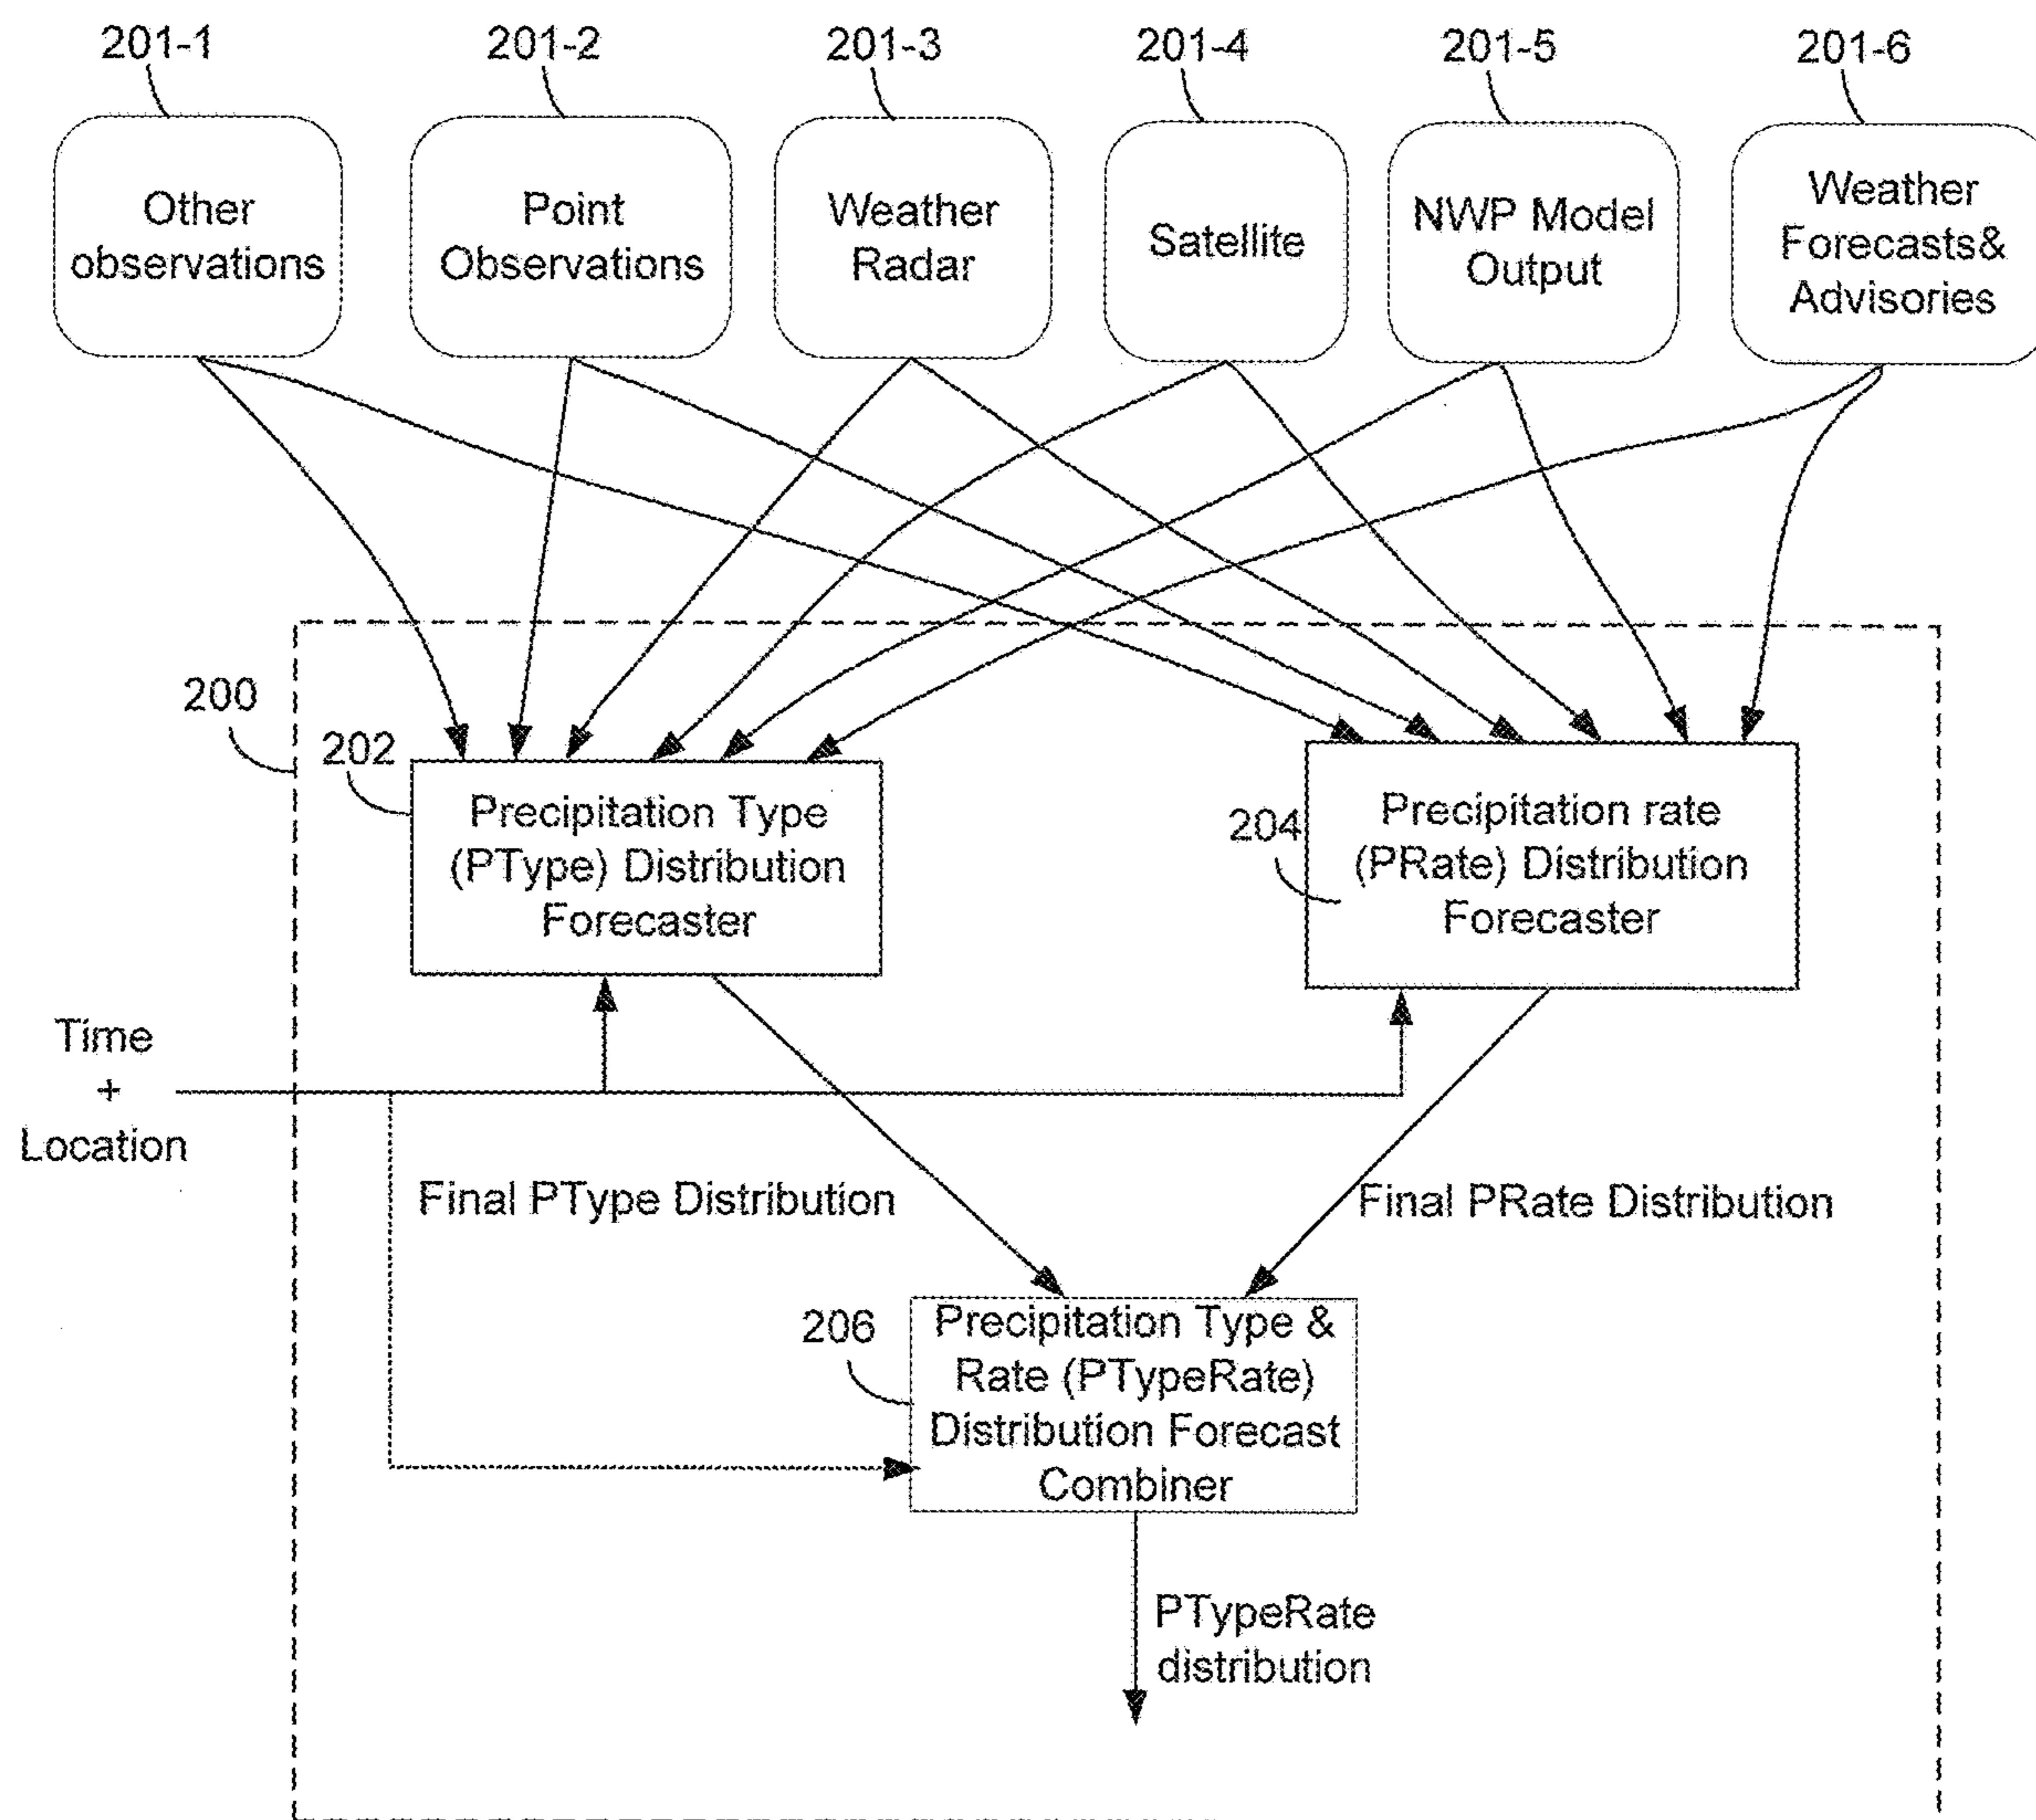 201-1
201-2
201-3
201-4
201-5
201-6
Other
observations
Point
Observations
Weather
Radar
Satellite
NWP Model
Output
Weather
Forecasts&
Advisories
200
202
Precipitation Type
(PType) Distribution
Forecaster
204
Precipitation rate
(PRate) Distribution
Forecaster
Time
+
Location
Final PType Distribution
Final PRate Distribution
206
Precipitation Type &
Rate (PTypeRate)
Distribution Forecast
Combiner
PTypeRate
distribution